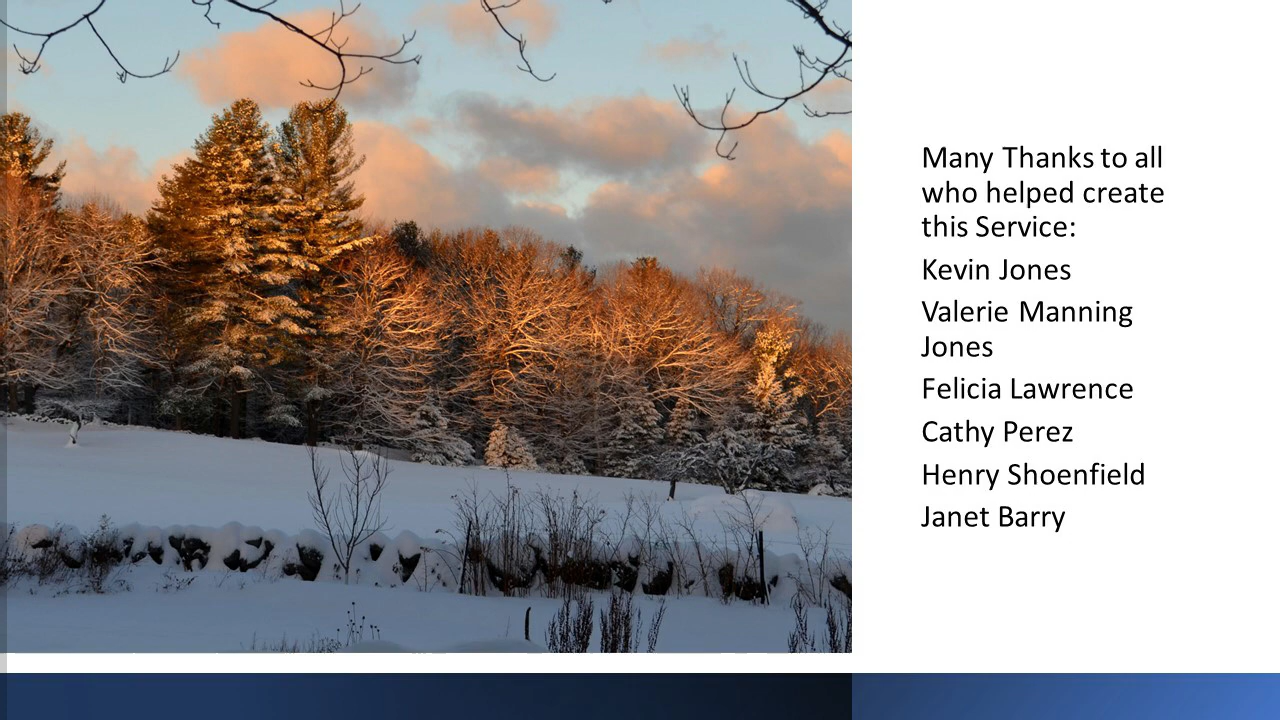 Many Thanks to all
who helped create
this Service:
Kevin Jones
Valerie Manning
Jones
Felicia Lawrence
Cathy Perez
Henry Shoenfield
Janet Barry